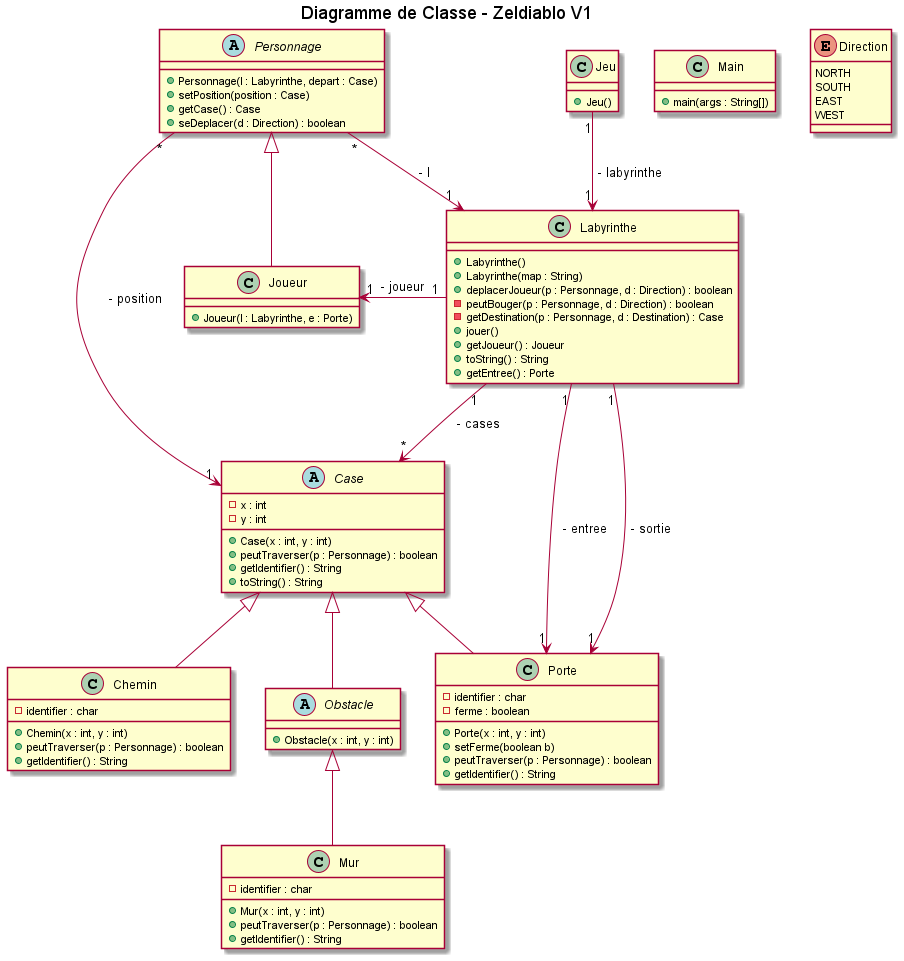 Diagramme de Classe - Zeldiablo V1
A Personnage
Personnage(l : Labyrinthe, depart : Case)
setPosition(position : Case)
getCase() : Case
seDeplacer(d : Direction) : boolean
C Jeu
Jeu()
C Main
main(args : String[])
E Direction
NORTH
SOUTH
EAST
WEST
*
*
1
- l
- labyrinthe
1
1
C Labyrinthe
Labyrinthe()
Labyrinthe(map : String)
deplacerJoueur(p : Personnage, d : Direction) : boolean
peutBouger(p : Personnage, d : Direction) : boolean
getDestination(p : Personnage, d : Destination) : Case
jouer()
getJoueur() : Joueur
toString() : String
getEntree() : Porte
C Joueur
Joueur(l : Labyrinthe, e : Porte)
1 - joueur 1
- position
1
1
1
- cases
*
1
- entree
- sortie
1
1
A Case
x : int
y : int
Case(x : int, y : int)
peutTraverser(p : Personnage) : boolean
getIdentifier() : String
toString() : String
C Chemin
identifier : char
Chemin(x : int, y : int)
peutTraverser(p : Personnage) : boolean
getIdentifier() : String
A Obstacle
Obstacle(x : int, y : int)
C Porte
identifier : char
ferme : boolean
Porte(x : int, y : int)
setFerme(boolean b)
peutTraverser(p : Personnage) : boolean
getIdentifier() : String
C Mur
identifier : char
Mur(x : int, y : int)
peutTraverser(p : Personnage) : boolean
getIdentifier() : String